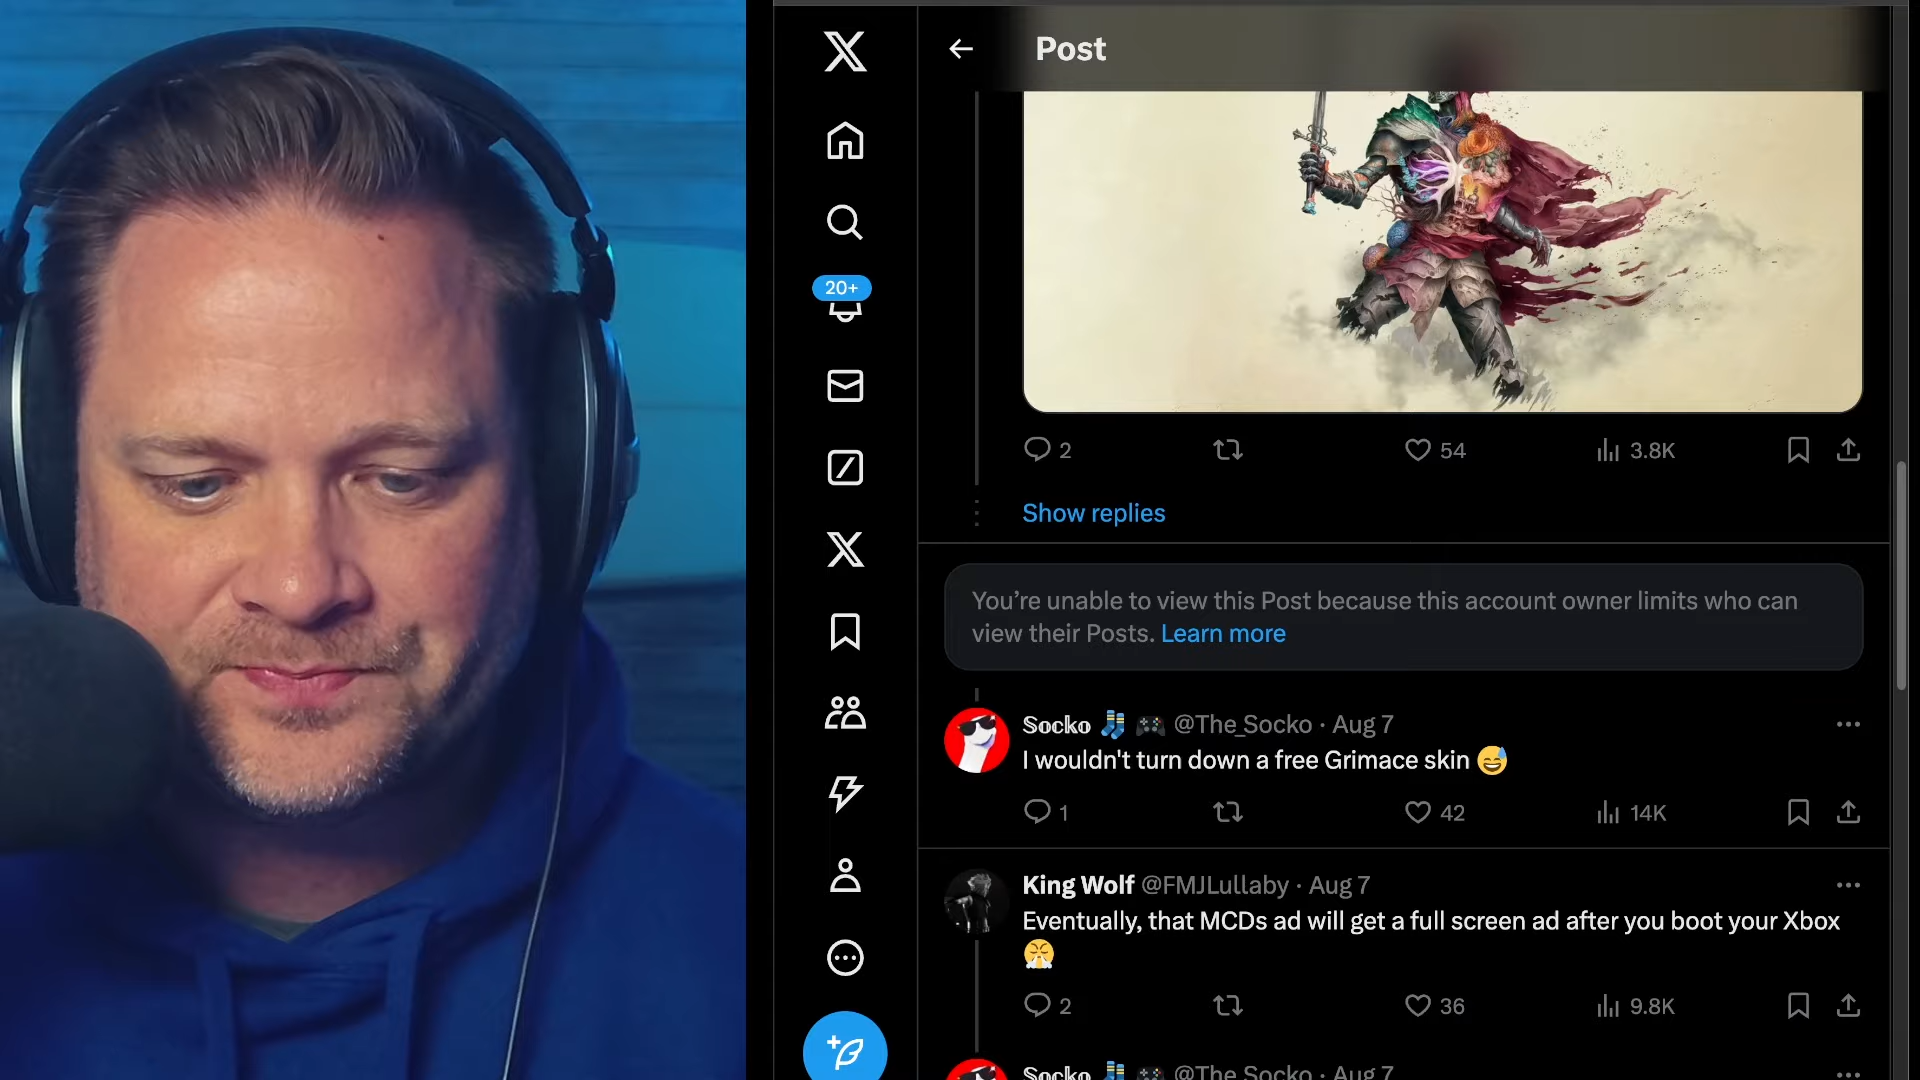 Post
20+
2
54
3.8K
Show replies
You’re unable to view this Post because this account owner limits who can
view their Posts. Learn more
Socko 🧦 🎮 @The_Socko · Aug 7
I wouldn't turn down a free Grimace skin 😅
1
42
14K
King Wolf @FMJLullaby · Aug 7
Eventually, that MCDs ad will get a full screen ad after you boot your Xbox
😤
2
36
9.8K
Socko 🧦 🎮 @The_Socko · Aug 7